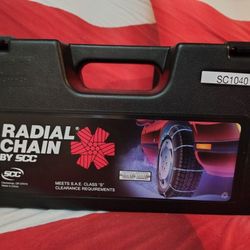 SC1040
RADIAL®
CHAIN
BY SCC
SCC
MEETS S.A.E. CLASS "S"
CLEARANCE REQUIREMENTS